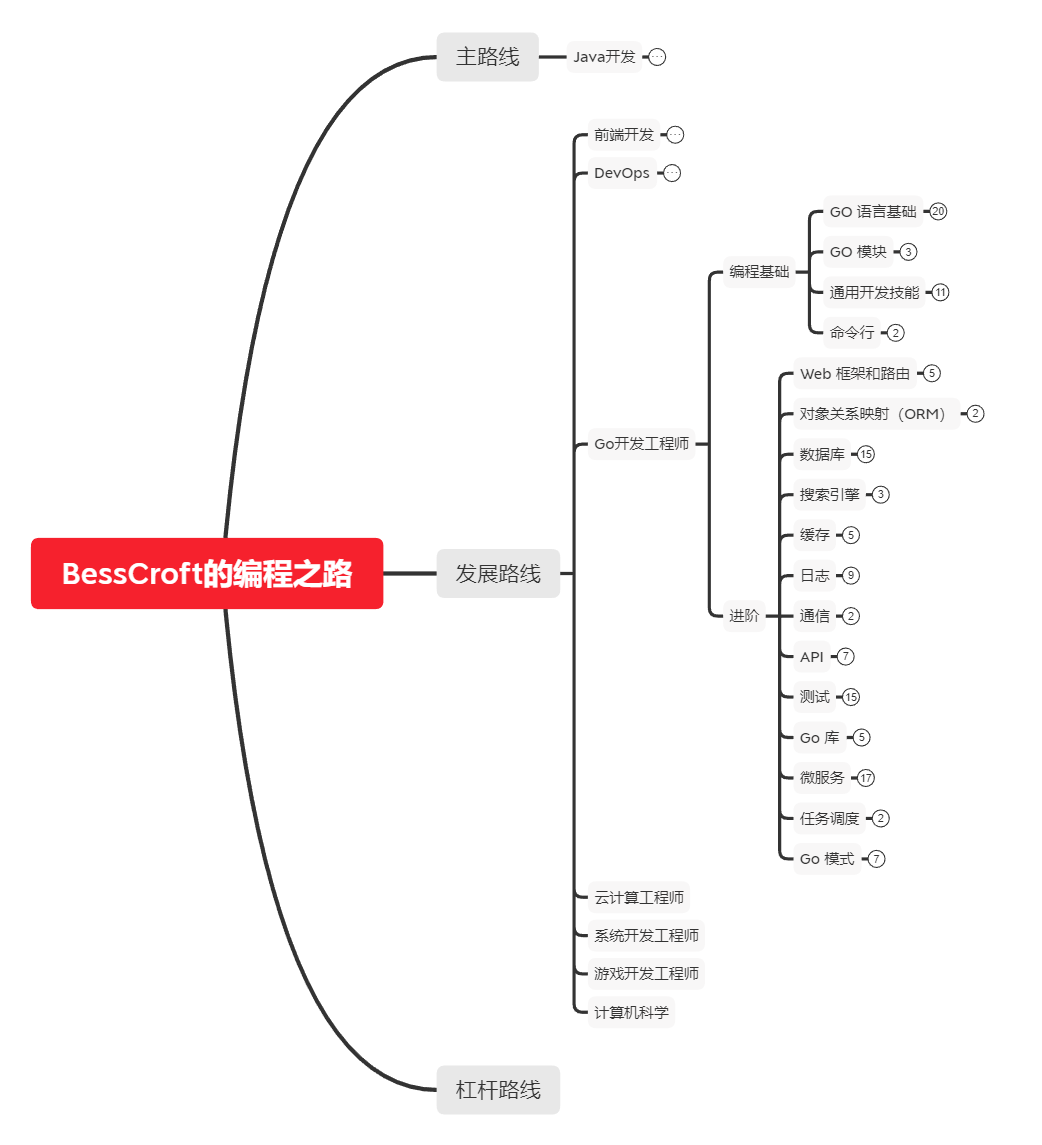 主路线
Java开发 ···
前端开发 ···
DevOps ···
GO 语言基础 20
GO 模块 3
编程基础
通用开发技能 11
命令行 2
Web 框架和路由 5
对象关系映射（ORM） 2
Go开发工程师
数据库 15
搜索引擎 3
缓存 5
BessCroft的编程之路
发展路线
日志 9
进阶
通信 2
API 7
测试 15
Go 库 5
微服务 17
任务调度 2
Go 模式 7
云计算工程师
系统开发工程师
游戏开发工程师
计算机科学
杠杆路线